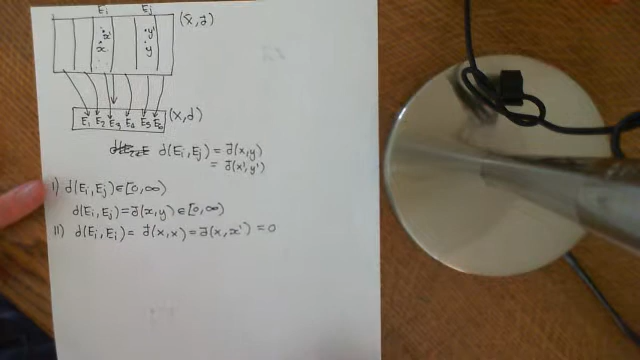 Ei Ej
(X̃, d̃)
x' y'
x y
E1 E2 E3 E4 E5 E6 (X, d)
d(Ei, Ej) = d̃(x,y)
= d̃(x',y')
I) d(Ei, Ej) ∈ [0, ∞)
d(Ei, Ej) = d̃(x,y) ∈ [0, ∞)
II) d(Ei, Ei) = d̃(x,x) = d̃(x,x') = 0